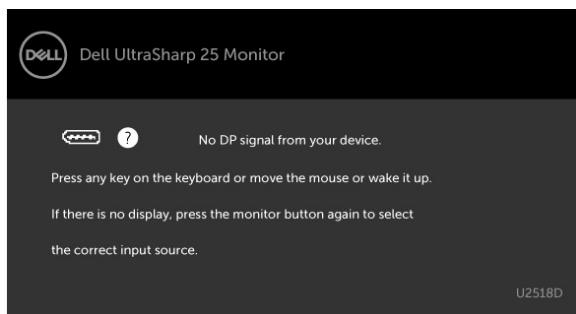 DELL Dell UltraSharp 25 Monitor
? No DP signal from your device.
Press any key on the keyboard or move the mouse or wake it up.
If there is no display, press the monitor button again to select
the correct input source.
U2518D